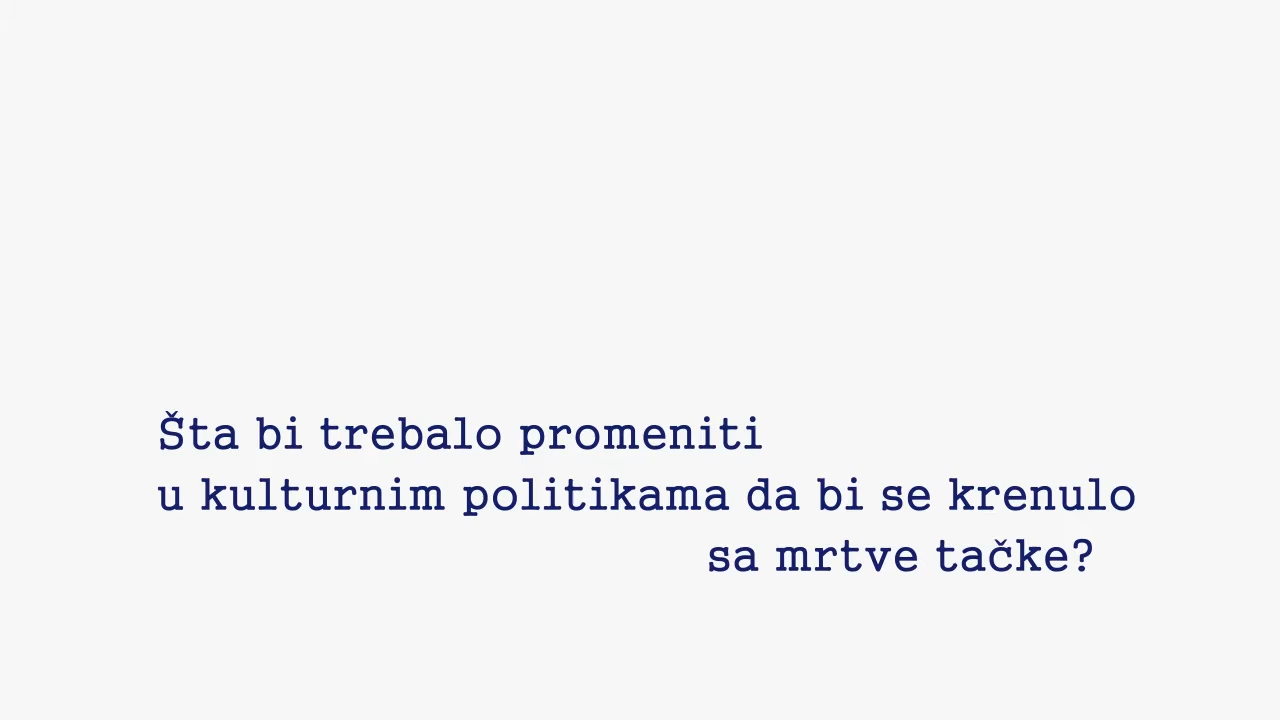 Šta bi trebalo promeniti
u kulturnim politikama da bi se krenulo
sa mrtve tačke?